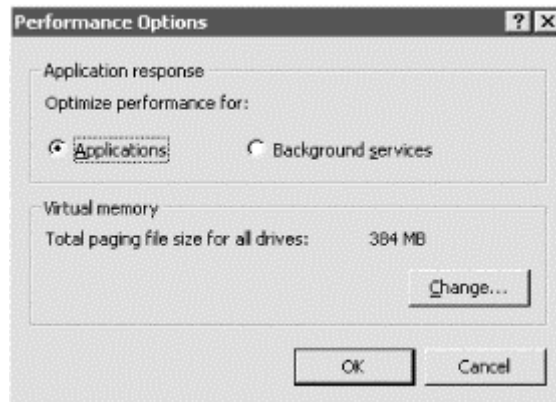 Performance Options
Application response
Optimize performance for:
Applications Background services
Virtual memory
Total paging file size for all drives: 384 MB
Change...
OK Cancel